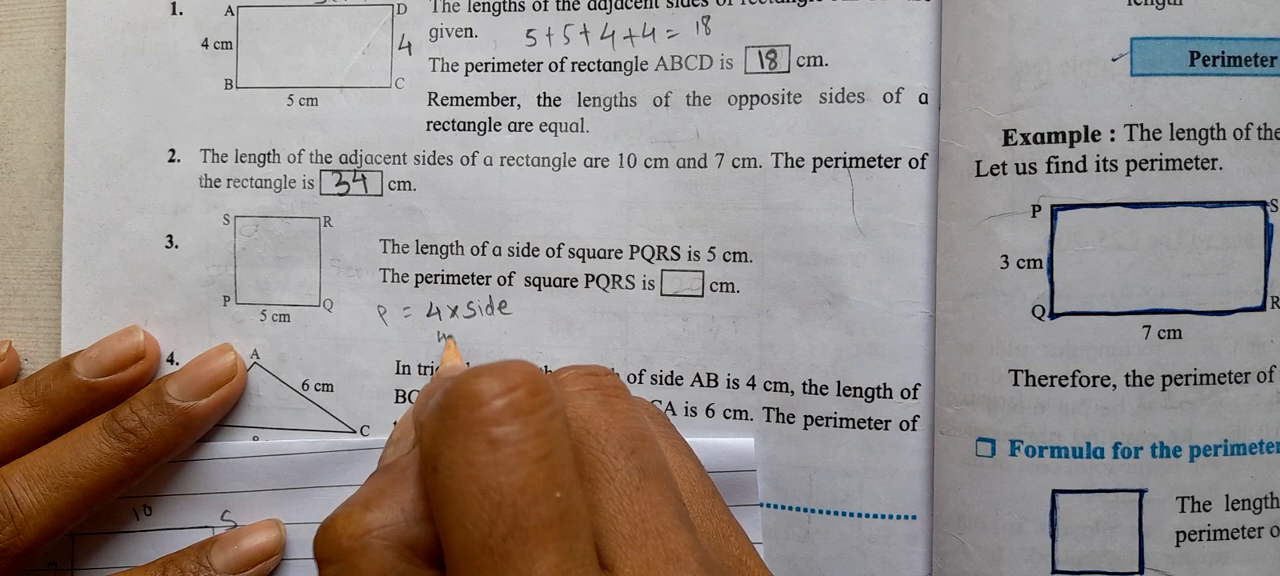 1.
A
D
4 cm
4
B
C
5 cm
The lengths of the adjacent sides of
given. 5+5+4+4= 18
The perimeter of rectangle ABCD is 18 cm.
Remember, the lengths of the opposite sides of a
rectangle are equal.
2. The length of the adjacent sides of a rectangle are 10 cm and 7 cm. The perimeter of
the rectangle is 34 cm.
3.
S
R
P
Q
5 cm
The length of a side of square PQRS is 5 cm.
The perimeter of square PQRS is cm.
P = 4 x Side
4.
A
6 cm
C
In of side AB is 4 cm, the length of
BC CA is 6 cm. The perimeter of
10
S
length
Perimeter
Example : The length of the
Let us find its perimeter.
P
S
3 cm
Q
R
7 cm
Therefore, the perimeter of
Formula for the perimeter
The length
perimeter